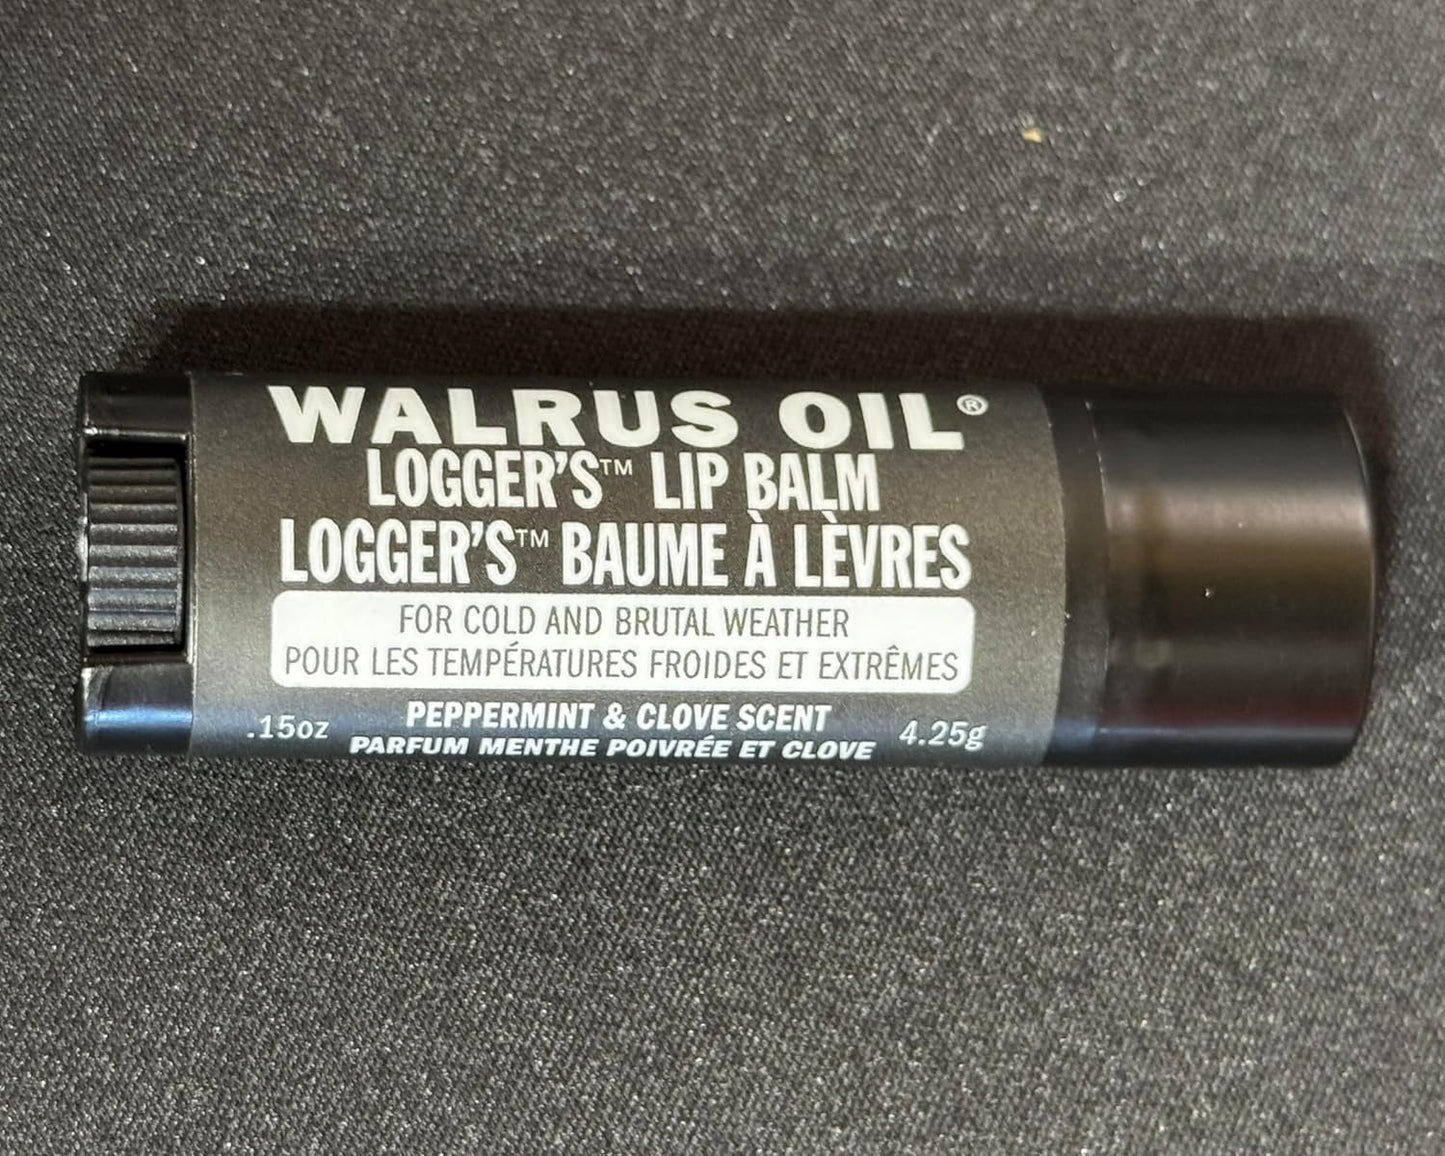 WALRUS OIL®
LOGGER'S™ LIP BALM
LOGGER'S™ BAUME À LÈVRES
FOR COLD AND BRUTAL WEATHER
POUR LES TEMPÉRATURES FROIDES ET EXTRÊMES
.15oz PEPPERMINT & CLOVE SCENT 4.25g
PARFUM MENTHE POIVRÉE ET CLOVE